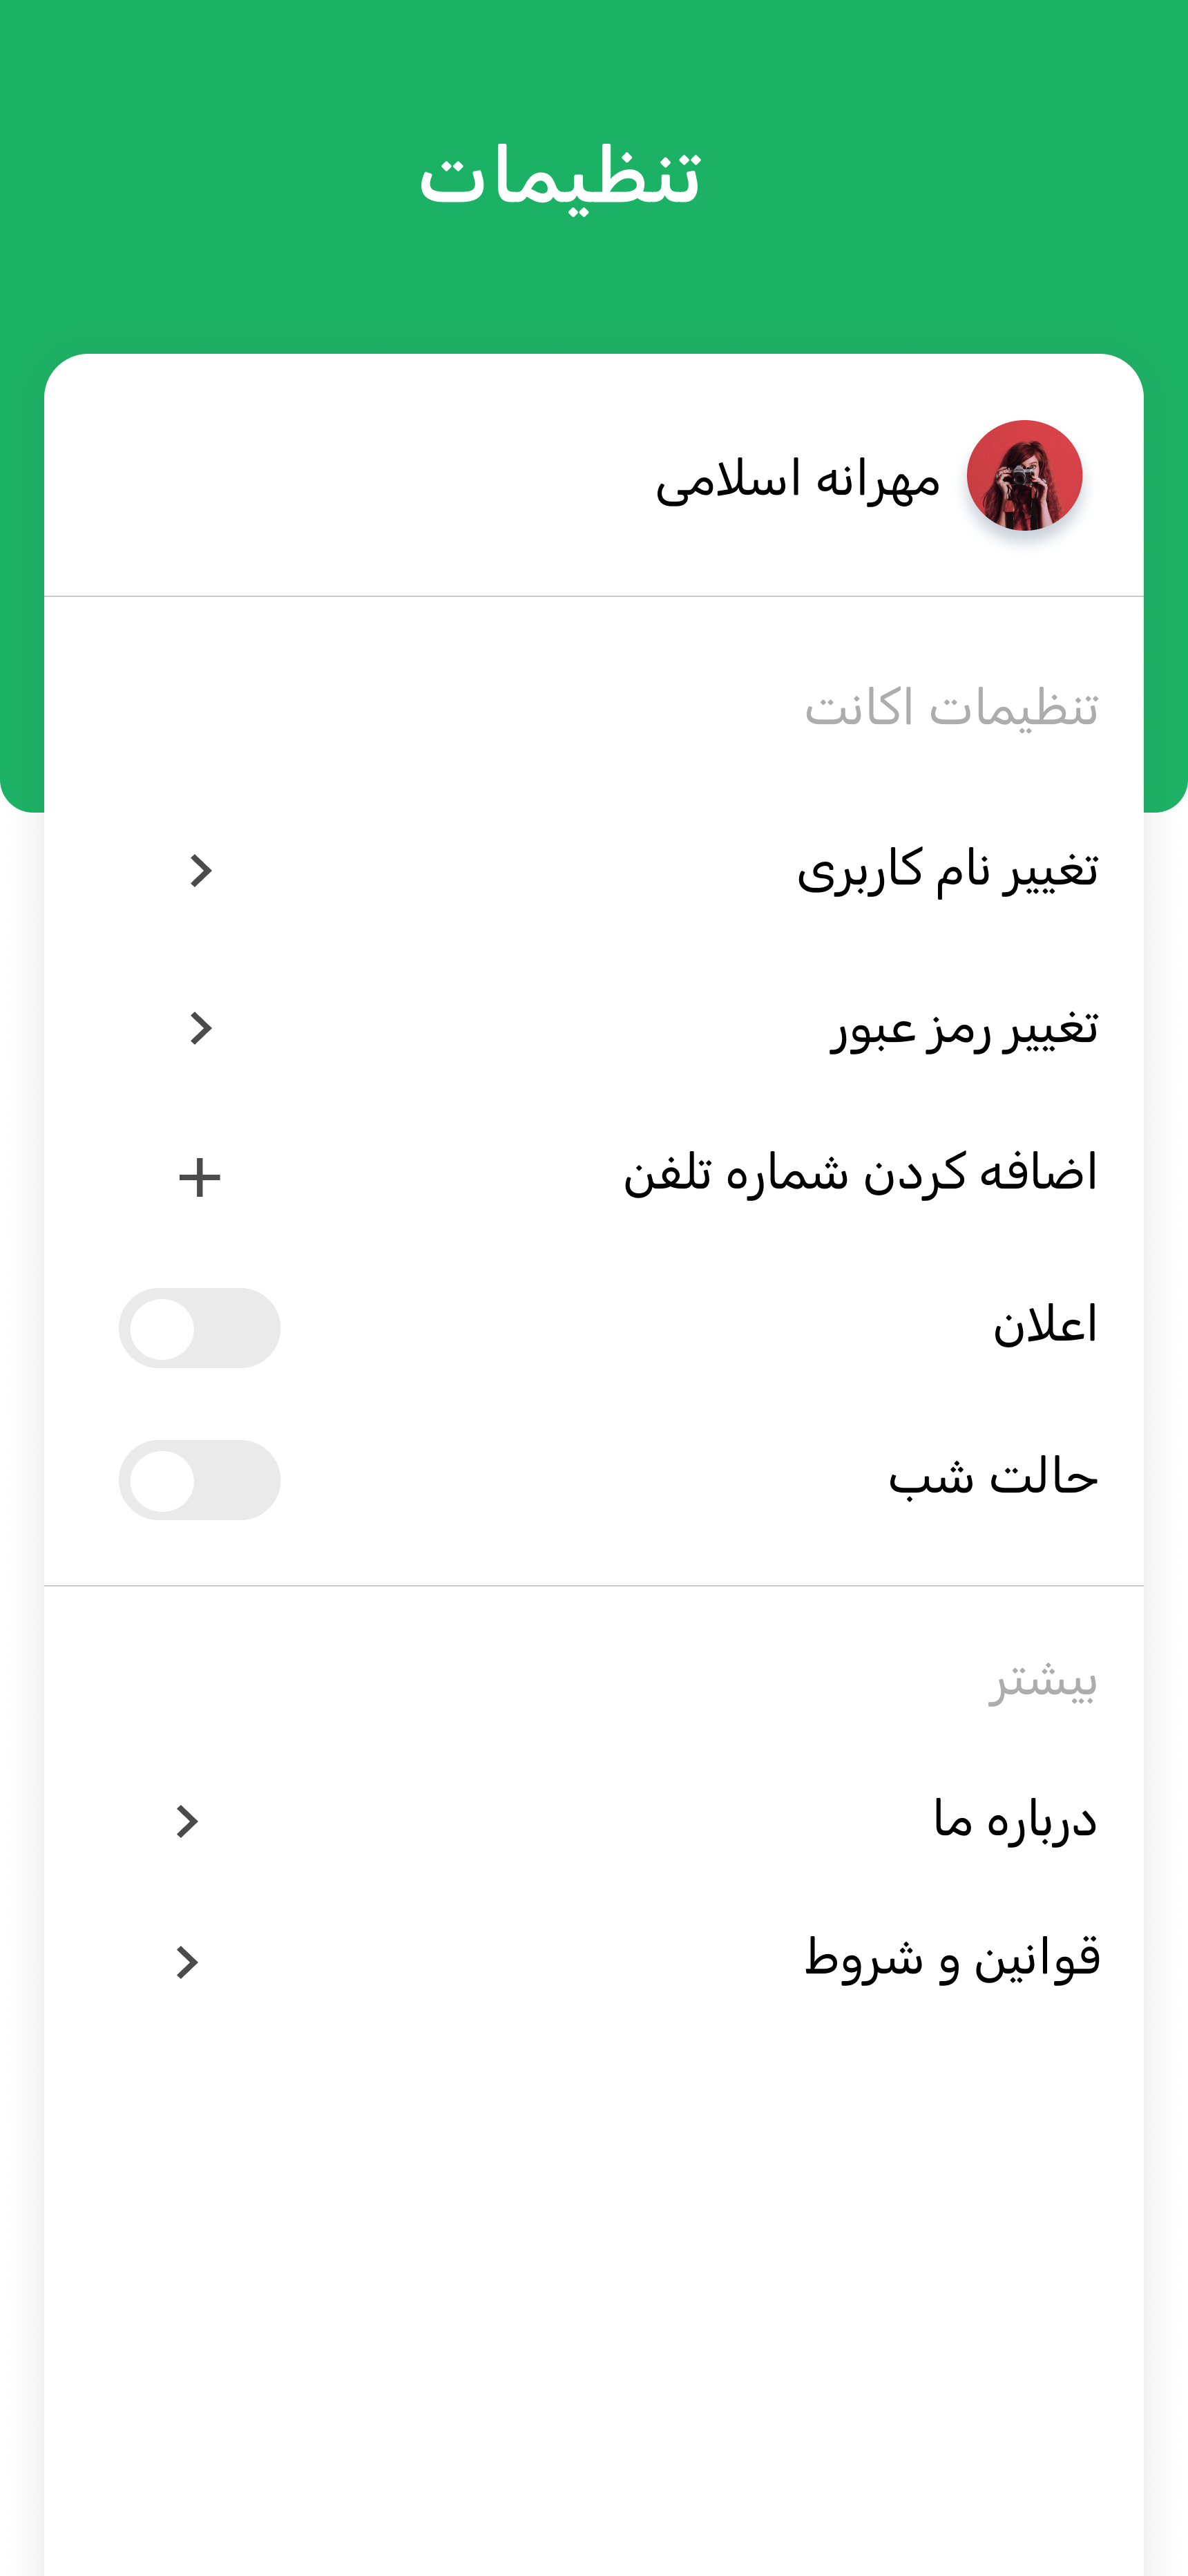 تنظیمات
مهرانه اسلامی
تنظیمات اکانت
تغییر نام کاربری
تغییر رمز عبور
اضافه کردن شماره تلفن
اعلان
حالت شب
بیشتر
درباره ما
قوانین و شروط